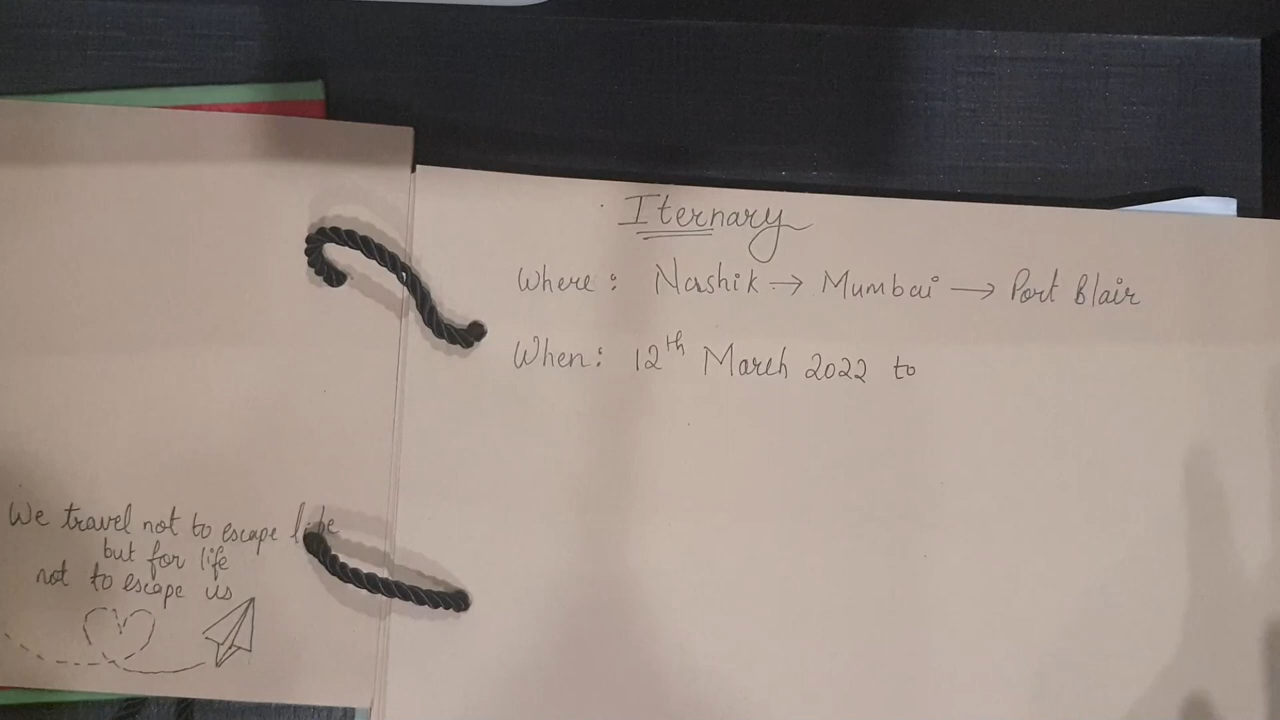 We travel not to escape life
but for life
not to escape us
Iternary
Where: Nashik → Mumbai → Port Blair
When: 12th March 2022 to